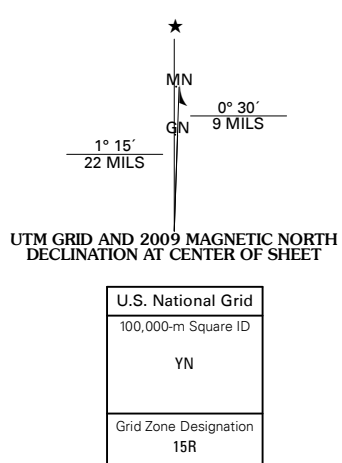 MN
GN
0° 30´
9 MILS
1° 15´
22 MILS
UTM GRID AND 2009 MAGNETIC NORTH
DECLINATION AT CENTER OF SHEET
U.S. National Grid
100,000-m Square ID
YN
Grid Zone Designation
15R